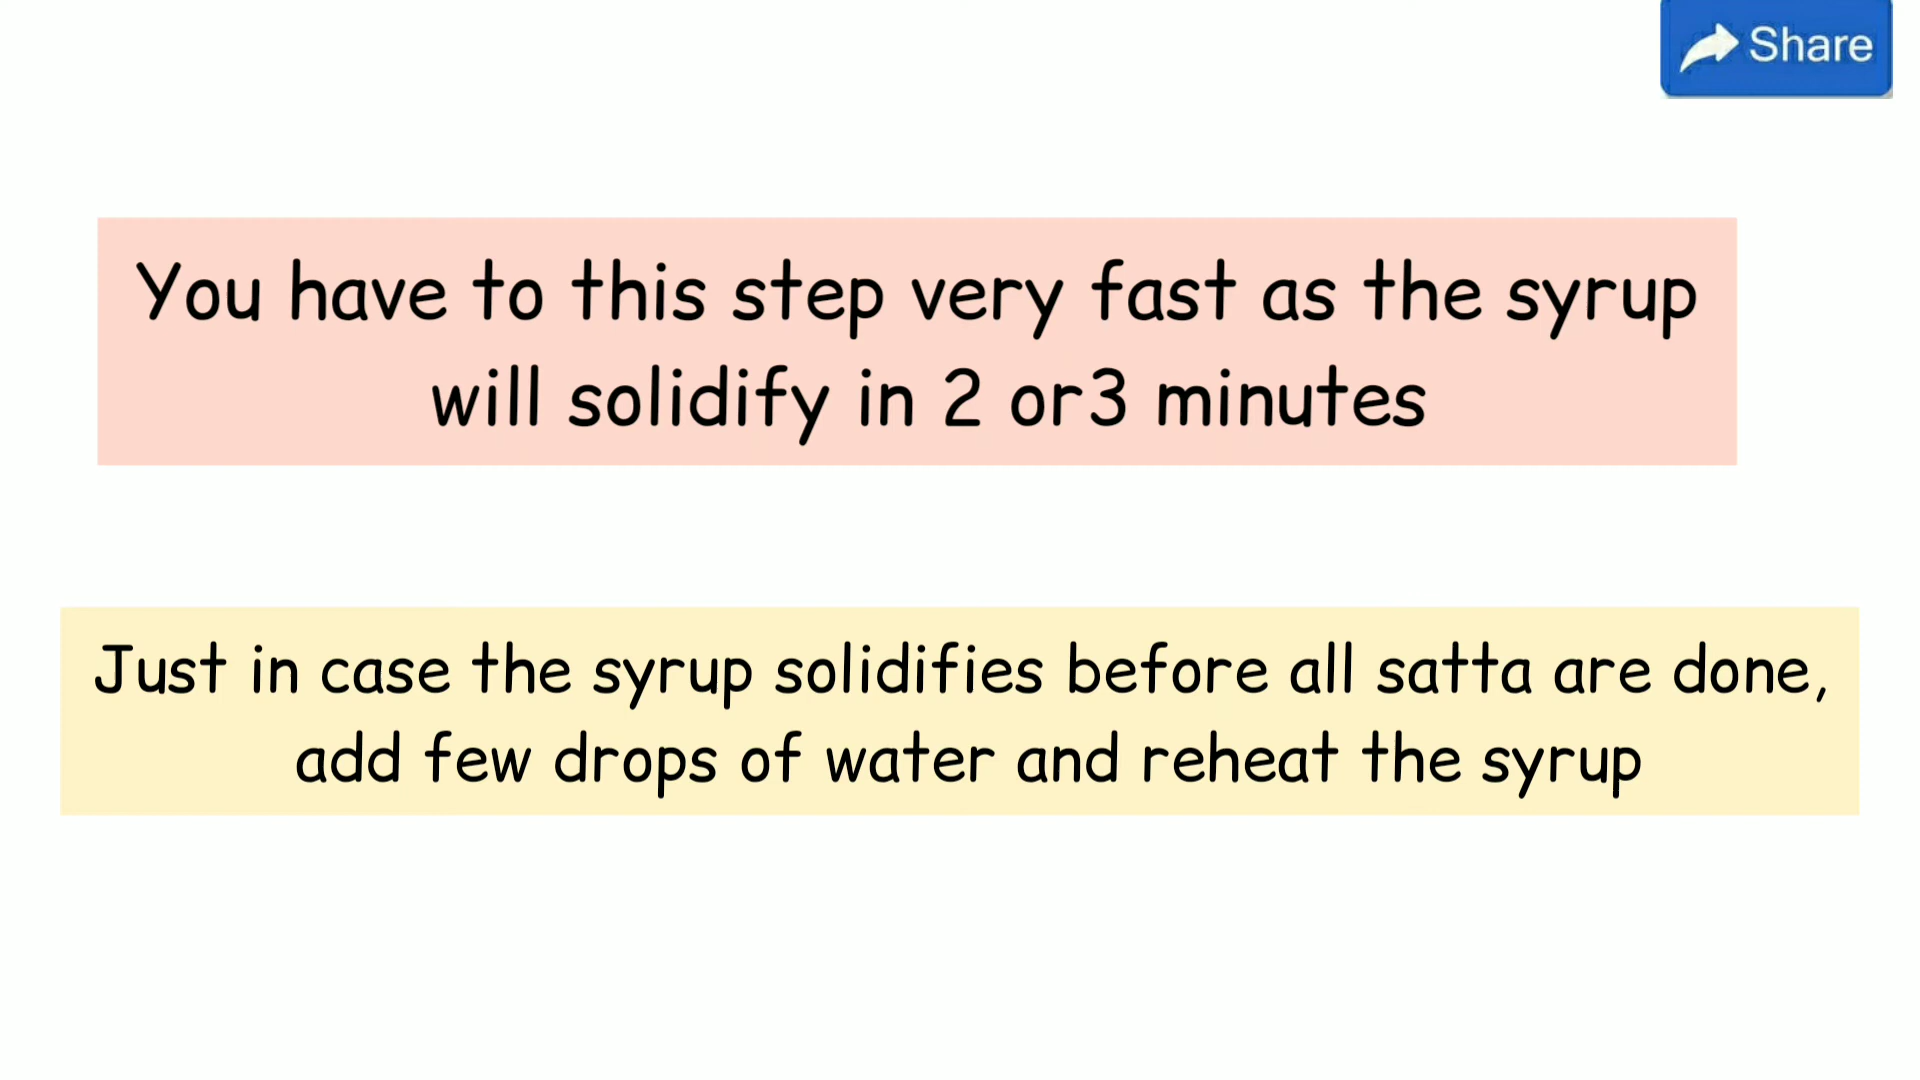 Share
You have to this step very fast as the syrup
will solidify in 2 or3 minutes
Just in case the syrup solidifies before all satta are done,
add few drops of water and reheat the syrup